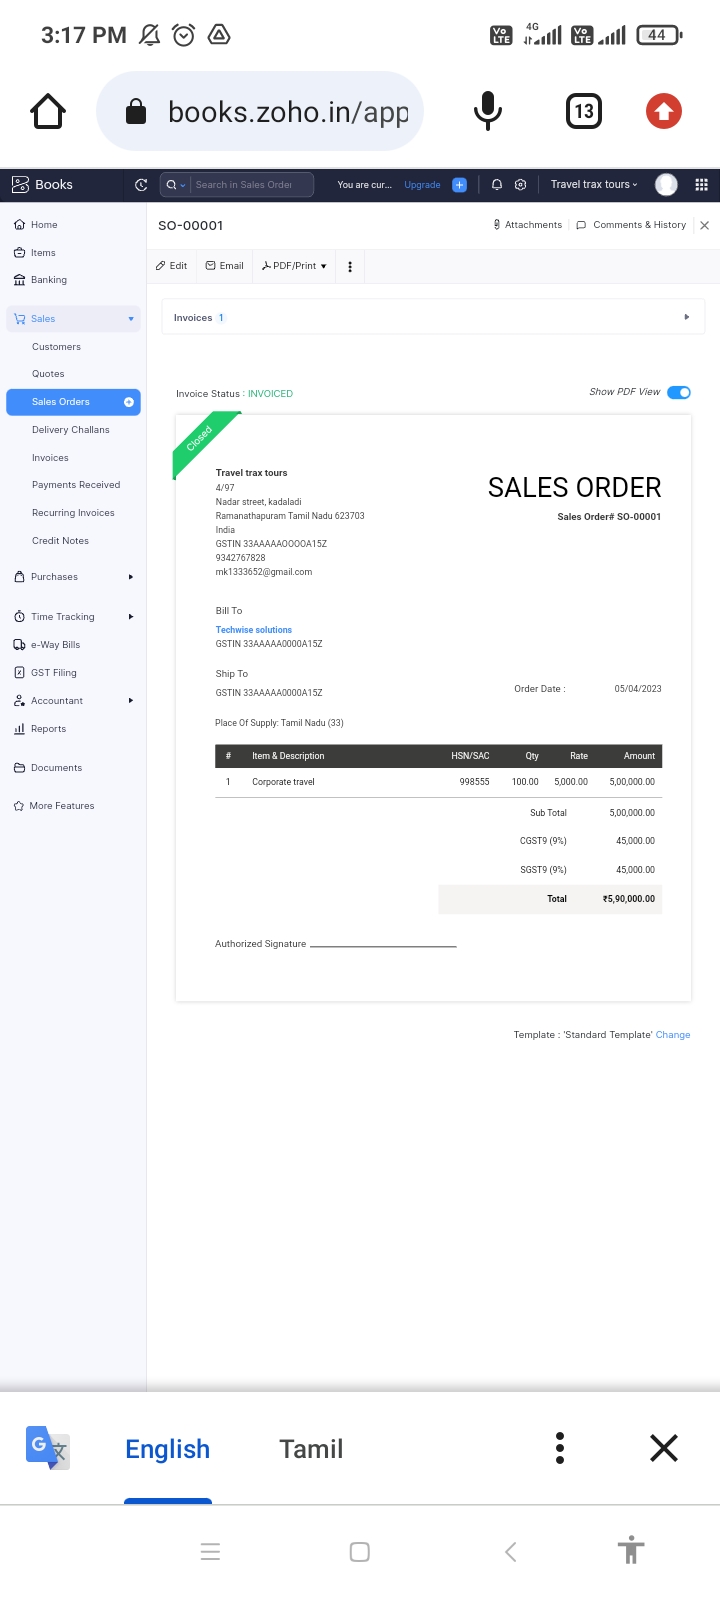 3:17 PM Vo LTE 4G Vo LTE 44
books.zoho.in/app 13
Books Search in Sales Order You are cur... Upgrade Travel trax tours
Home
Items
Banking
Sales
Customers
Quotes
Sales Orders
Delivery Challans
Invoices
Payments Received
Recurring Invoices
Credit Notes
Purchases
Time Tracking
e-Way Bills
GST Filing
Accountant
Reports
Documents
More Features
SO-00001 Attachments Comments & History
Edit Email PDF/Print
Invoices 1
Invoice Status : INVOICED Show PDF View
Closed
Travel trax tours
4/97
Nadar street, kadaladi
Ramanathapuram Tamil Nadu 623703
India
GSTIN 33AAAAAOOOOA15Z
9342767828
mk1333652@gmail.com
SALES ORDER
Sales Order# SO-00001
Bill To
Techwise solutions
GSTIN 33AAAAA0000A15Z
Ship To
GSTIN 33AAAAA0000A15Z
Order Date : 05/04/2023
Place Of Supply: Tamil Nadu (33)
# Item & Description HSN/SAC Qty Rate Amount
1 Corporate travel 998555 100.00 5,000.00 5,00,000.00
Sub Total 5,00,000.00
CGST9 (9%) 45,000.00
SGST9 (9%) 45,000.00
Total ₹5,90,000.00
Authorized Signature
Template : 'Standard Template' Change
G 文 English Tamil